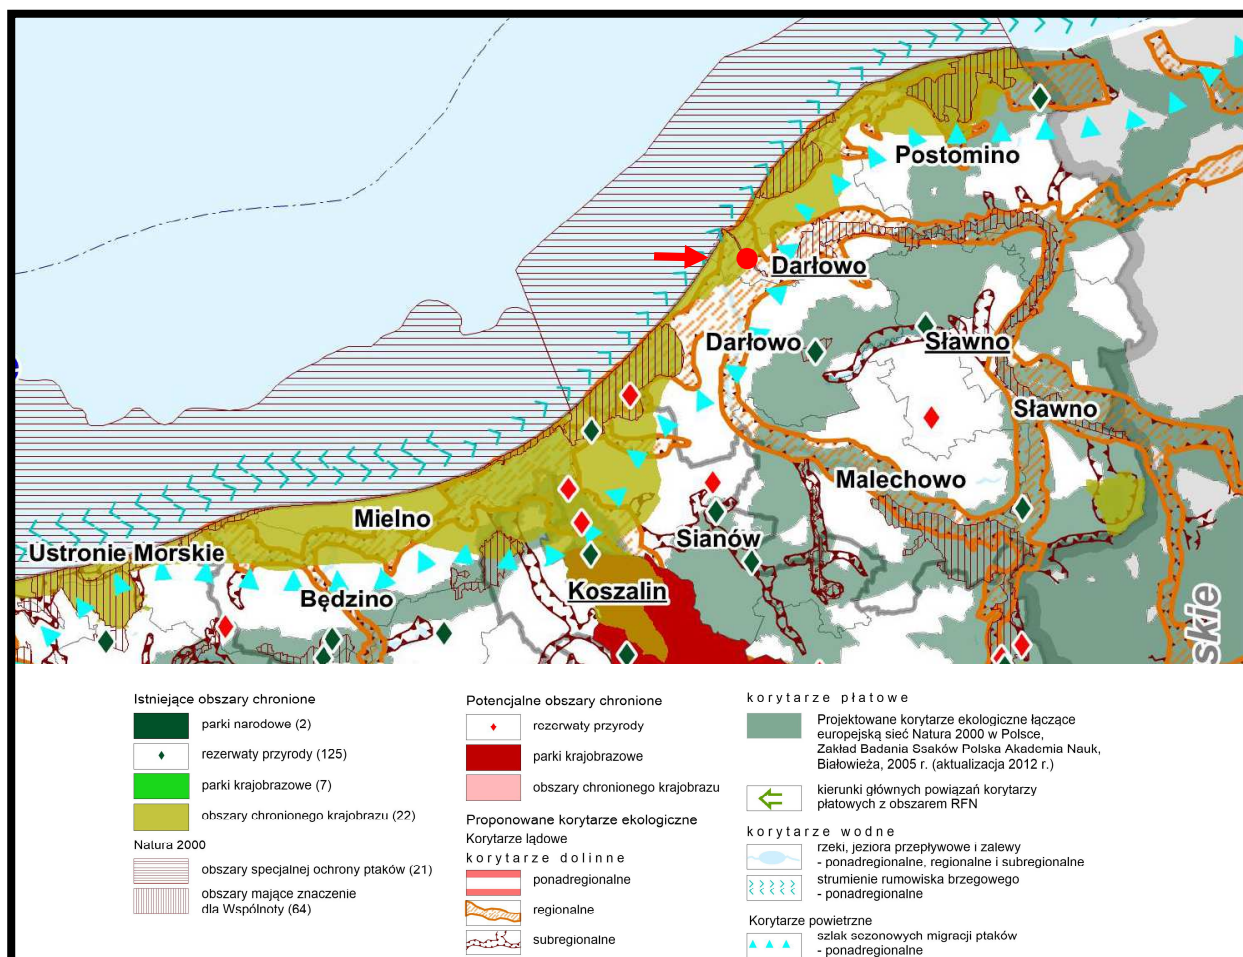 Postomino
Darłowo
Darłowo
Sławno
Sławno
Malechowo
Mielno
Sianów
Ustronie Morskie
Koszalin
Będzino
skie
Istniejące obszary chronione
parki narodowe (2)
rezerwaty przyrody (125)
parki krajobrazowe (7)
obszary chronionego krajobrazu (22)
Natura 2000
obszary specjalnej ochrony ptaków (21)
obszary mające znaczenie
dla Wspólnoty (64)
Potencjalne obszary chronione
rezerwaty przyrody
parki krajobrazowe
obszary chronionego krajobrazu
Proponowane korytarze ekologiczne
Korytarze lądowe
korytarze dolinne
ponadregionalne
regionalne
subregionalne
korytarze płatowe
Projektowane korytarze ekologiczne łączące
europejską sieć Natura 2000 w Polsce,
Zakład Badania Ssaków Polska Akademia Nauk,
Białowieża, 2005 r. (aktualizacja 2012 r.)
kierunki głównych powiązań korytarzy
płatowych z obszarem RFN
korytarze wodne
rzeki, jeziora przepływowe i zalewy
- ponadregionalne, regionalne i subregionalne
strumienie rumowiska brzegowego
- ponadregionalne
Korytarze powietrzne
szlak sezonowych migracji ptaków
- ponadregionalne